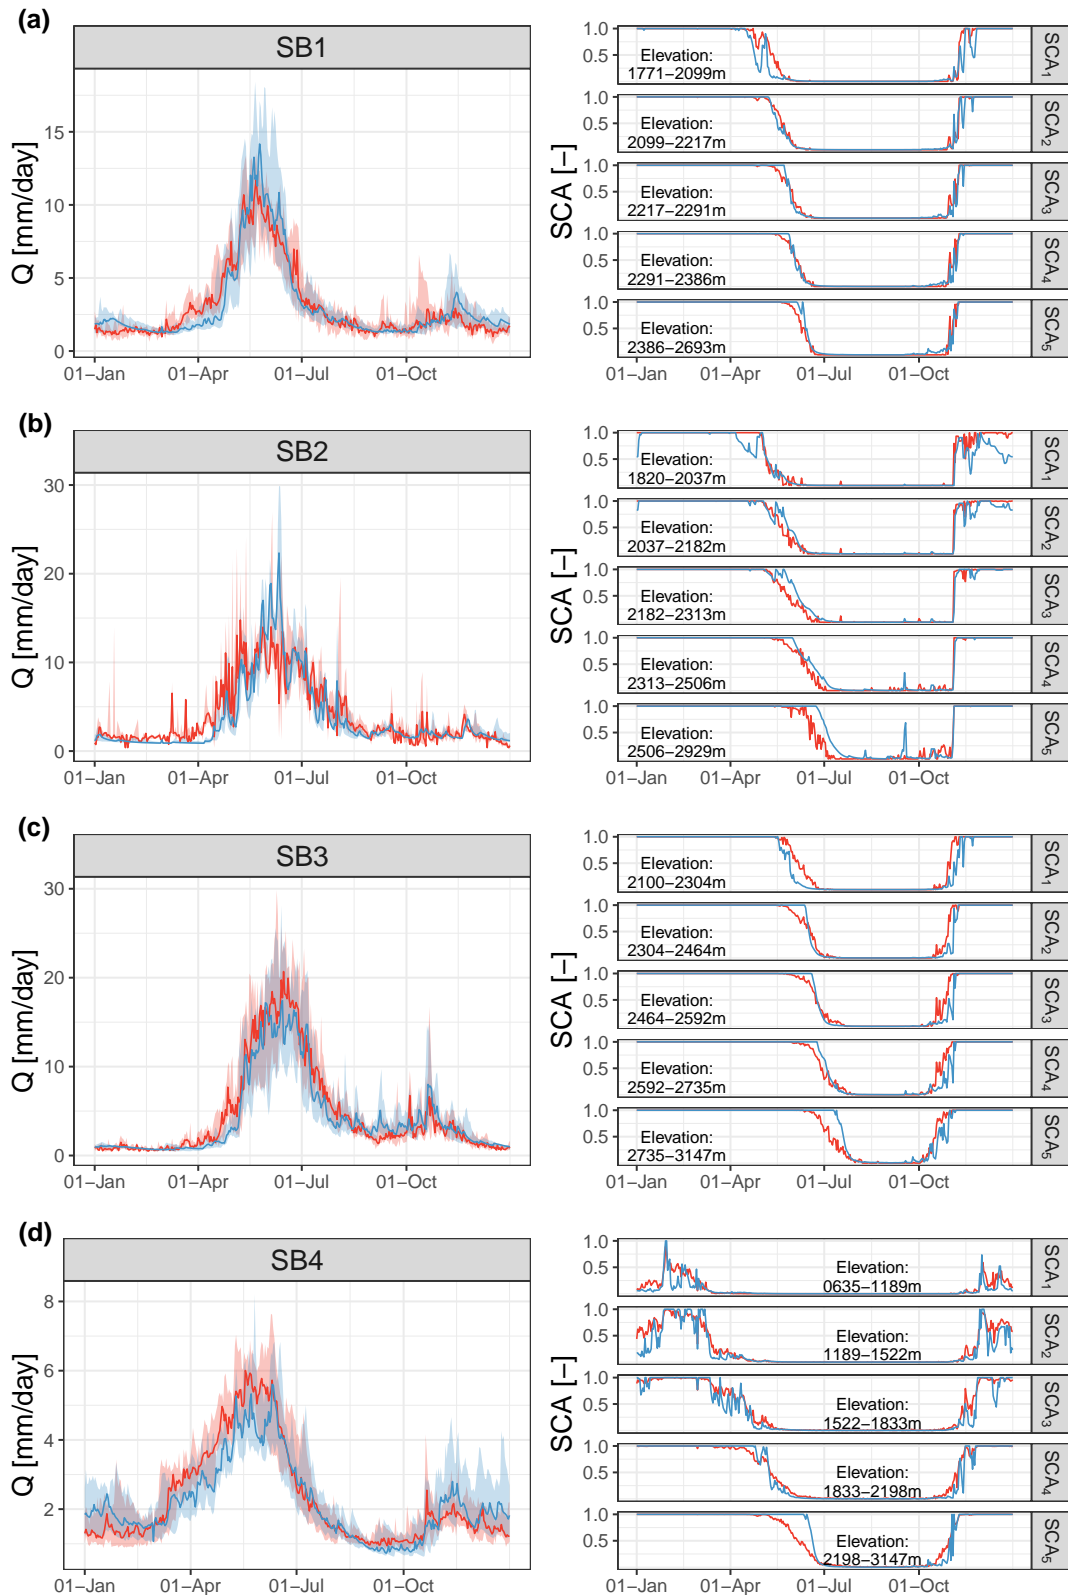 (a)
SB1
Q [mm/day]
15
10
5
0
01−Jan 01−Apr 01−Jul 01−Oct
SCA [−]
1.0
0.5
Elevation:
1771−2099m
SCA1
1.0
0.5
Elevation:
2099−2217m
SCA2
1.0
0.5
Elevation:
2217−2291m
SCA3
1.0
0.5
Elevation:
2291−2386m
SCA4
1.0
0.5
Elevation:
2386−2693m
SCA5
01−Jan 01−Apr 01−Jul 01−Oct
(b)
SB2
Q [mm/day]
30
20
10
0
01−Jan 01−Apr 01−Jul 01−Oct
SCA [−]
1.0
0.5
Elevation:
1820−2037m
SCA1
1.0
0.5
Elevation:
2037−2182m
SCA2
1.0
0.5
Elevation:
2182−2313m
SCA3
1.0
0.5
Elevation:
2313−2506m
SCA4
1.0
0.5
Elevation:
2506−2929m
SCA5
01−Jan 01−Apr 01−Jul 01−Oct
(c)
SB3
Q [mm/day]
30
20
10
0
01−Jan 01−Apr 01−Jul 01−Oct
SCA [−]
1.0
0.5
Elevation:
2100−2304m
SCA1
1.0
0.5
Elevation:
2304−2464m
SCA2
1.0
0.5
Elevation:
2464−2592m
SCA3
1.0
0.5
Elevation:
2592−2735m
SCA4
1.0
0.5
Elevation:
2735−3147m
SCA5
01−Jan 01−Apr 01−Jul 01−Oct
(d)
SB4
Q [mm/day]
8
6
4
2
01−Jan 01−Apr 01−Jul 01−Oct
SCA [−]
1.0
0.5
Elevation:
0635−1189m
SCA1
1.0
0.5
Elevation:
1189−1522m
SCA2
1.0
0.5
Elevation:
1522−1833m
SCA3
1.0
0.5
Elevation:
1833−2198m
SCA4
1.0
0.5
Elevation:
2198−3147m
SCA5
01−Jan 01−Apr 01−Jul 01−Oct